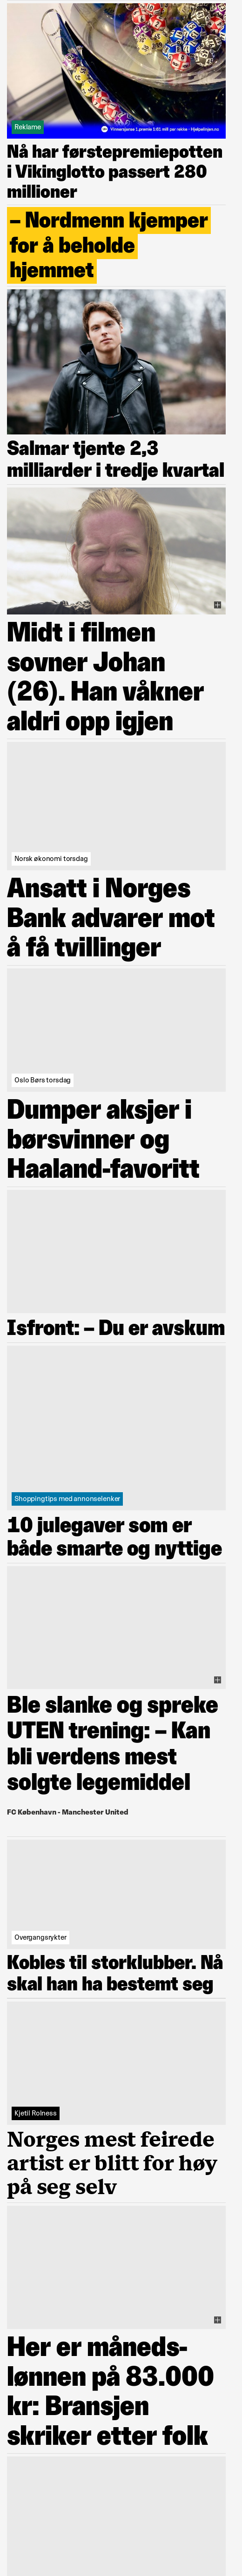 Reklame
Vinnersjanse 1.premie 1:61 mill per rekke - Hjelpelinjen.no
Nå har førstepremiepotten
i Vikinglotto passert 280
millioner
– Nordmenn kjemper
for å beholde
hjemmet
Salmar tjente 2,3
milliarder i tredje kvartal
Midt i filmen
sovner Johan
(26). Han våkner
aldri opp igjen
Norsk økonomi torsdag
Ansatt i Norges
Bank advarer mot
å få tvillinger
Oslo Børs torsdag
Dumper aksjer i
børsvinner og
Haaland-favoritt
Isfront: – Du er avskum
Shoppingtips med annonselenker
10 julegaver som er
både smarte og nyttige
Ble slanke og spreke
UTEN trening: – Kan
bli verdens mest
solgte legemiddel
FC København - Manchester United
Overgangsrykter
Kobles til storklubber. Nå
skal han ha bestemt seg
Kjetil Rolness
Norges mest feirede
artist er blitt for høy
på seg selv
Her er måneds-
lønnen på 83.000
kr: Bransjen
skriker etter folk